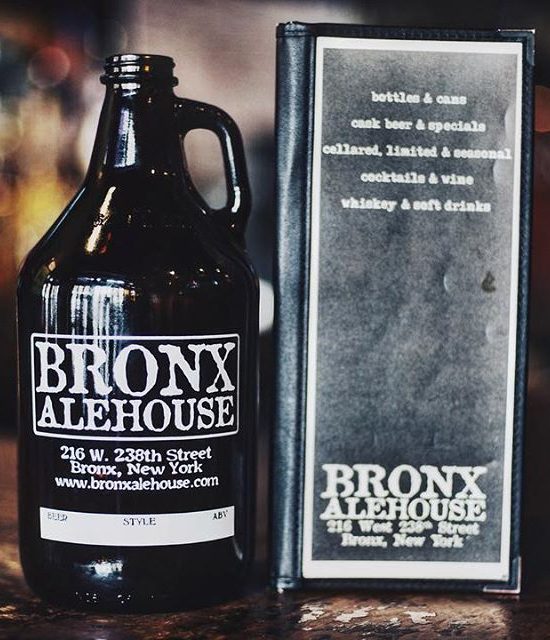 BRONX
ALEHOUSE
216 W. 238th Street
Bronx, New York
www.bronxalehouse.com
BEER STYLE ABV
bottles & cans
cask beer & specials
cellared, limited & seasonal
cocktails & wine
whiskey & soft drinks
BRONX
ALEHOUSE
216 West 238th Street
Bronx, New York